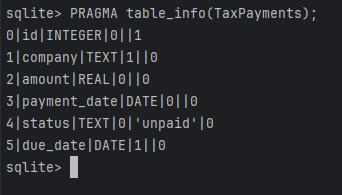 sqlite> PRAGMA table_info(TaxPayments);
0|id|INTEGER|0||1
1|company|TEXT|1||0
2|amount|REAL|0||0
3|payment_date|DATE|0||0
4|status|TEXT|0|'unpaid'|0
5|due_date|DATE|1||0
sqlite>